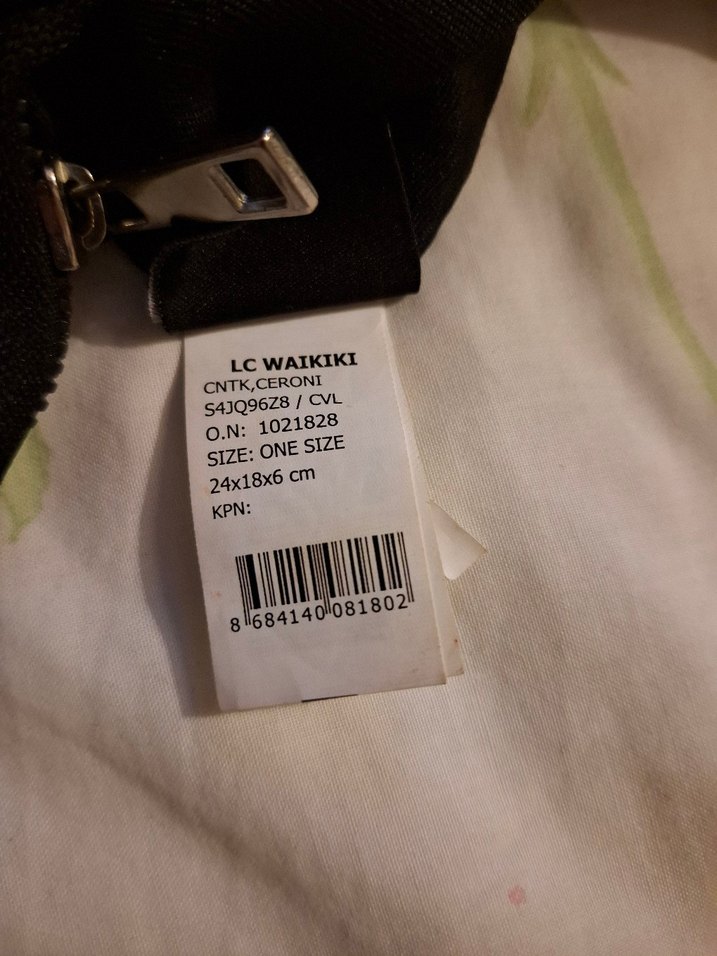 LC WAIKIKI
CNTK,CERONI
S4JQ96Z8 / CVL
O.N: 1021828
SIZE: ONE SIZE
24x18x6 cm
KPN:
8 684140 081802